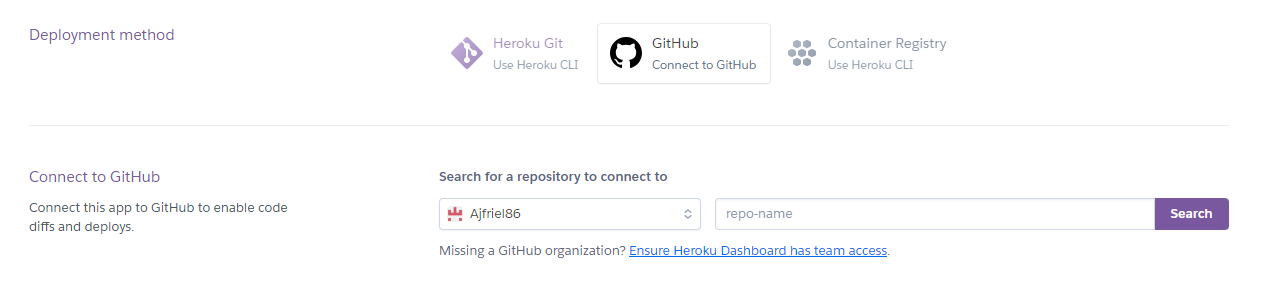 Deployment method
Heroku Git
Use Heroku CLI
GitHub
Connect to GitHub
Container Registry
Use Heroku CLI
Connect to GitHub
Connect this app to GitHub to enable code
diffs and deploys.
Search for a repository to connect to
Ajfriel86
repo-name
Search
Missing a GitHub organization? Ensure Heroku Dashboard has team access.